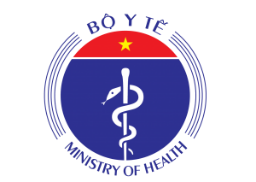 BỘ Y TẾ
MINISTRY OF HEALTH